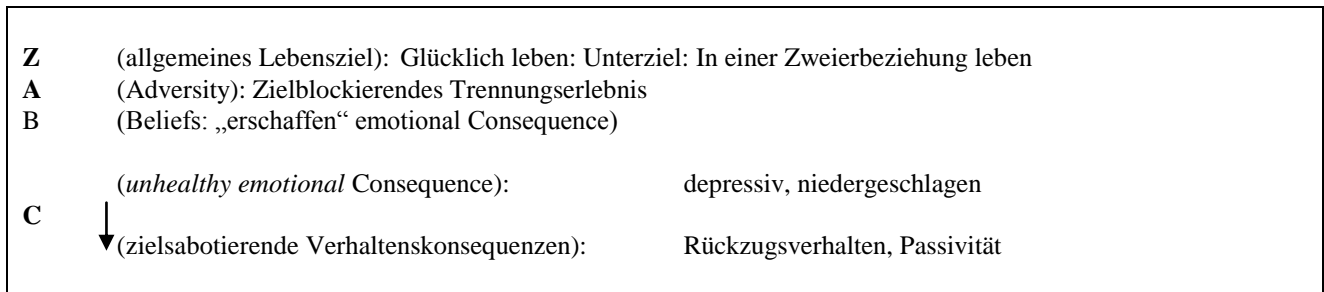 Z (allgemeines Lebensziel): Glücklich leben: Unterziel: In einer Zweierbeziehung leben
A (Adversity): Zielblockierendes Trennungserlebnis
B (Beliefs: „erschaffen“ emotional Consequence)
(unhealthy emotional Consequence): depressiv, niedergeschlagen
C
(zielsabotierende Verhaltenskonsequenzen): Rückzugsverhalten, Passivität